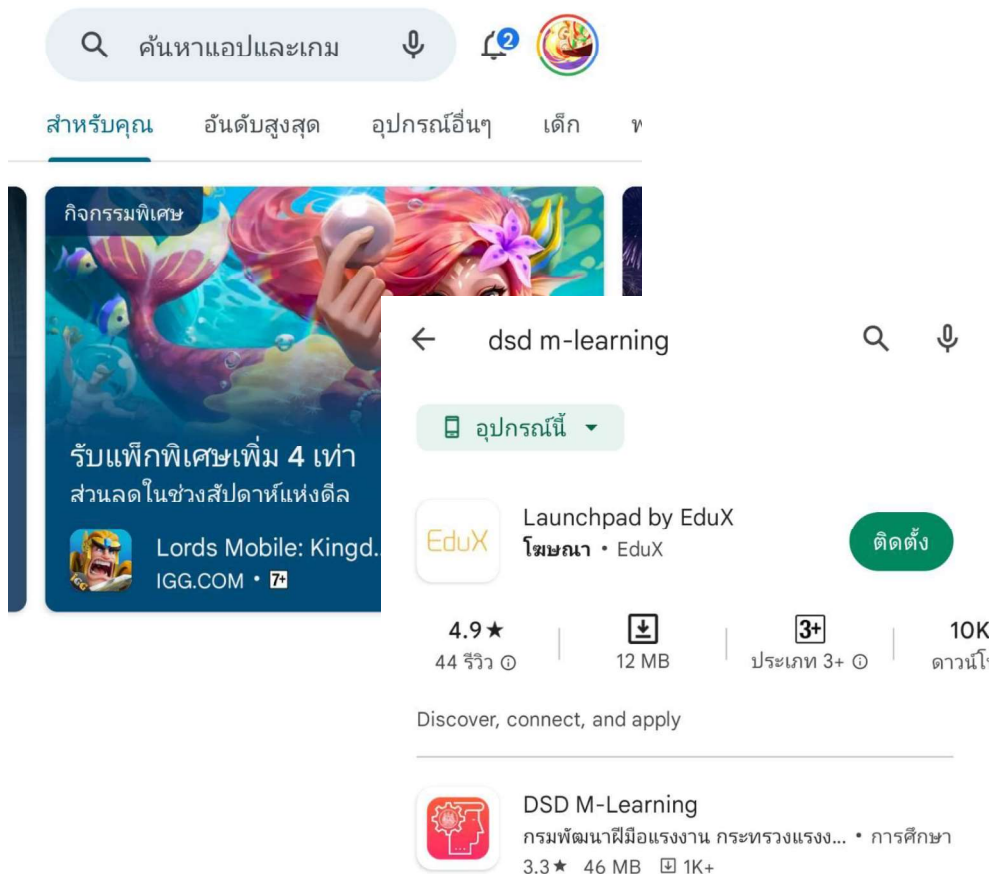 ค้นหาแอปและเกม
2
สำหรับคุณ อันดับสูงสุด อุปกรณ์อื่นๆ เด็ก พ
กิจกรรมพิเศษ
รับแพ็กพิเศษเพิ่ม 4 เท่า
ส่วนลดในช่วงสัปดาห์แห่งดีล
IGG
Lords Mobile: Kingd...
IGG.COM • 7+
dsd m-learning
อุปกรณ์นี้
EduX
Launchpad by EduX
โฆษณา • EduX
ติดตั้ง
4.9★ 3+ 10K
44 รีวิว 12 MB ประเภท 3+ ดาวน์โ
Discover, connect, and apply
DSD M-Learning
กรมพัฒนาฝีมือแรงงาน กระทรวงแรงง... • การศึกษา
3.3★ 46 MB 1K+